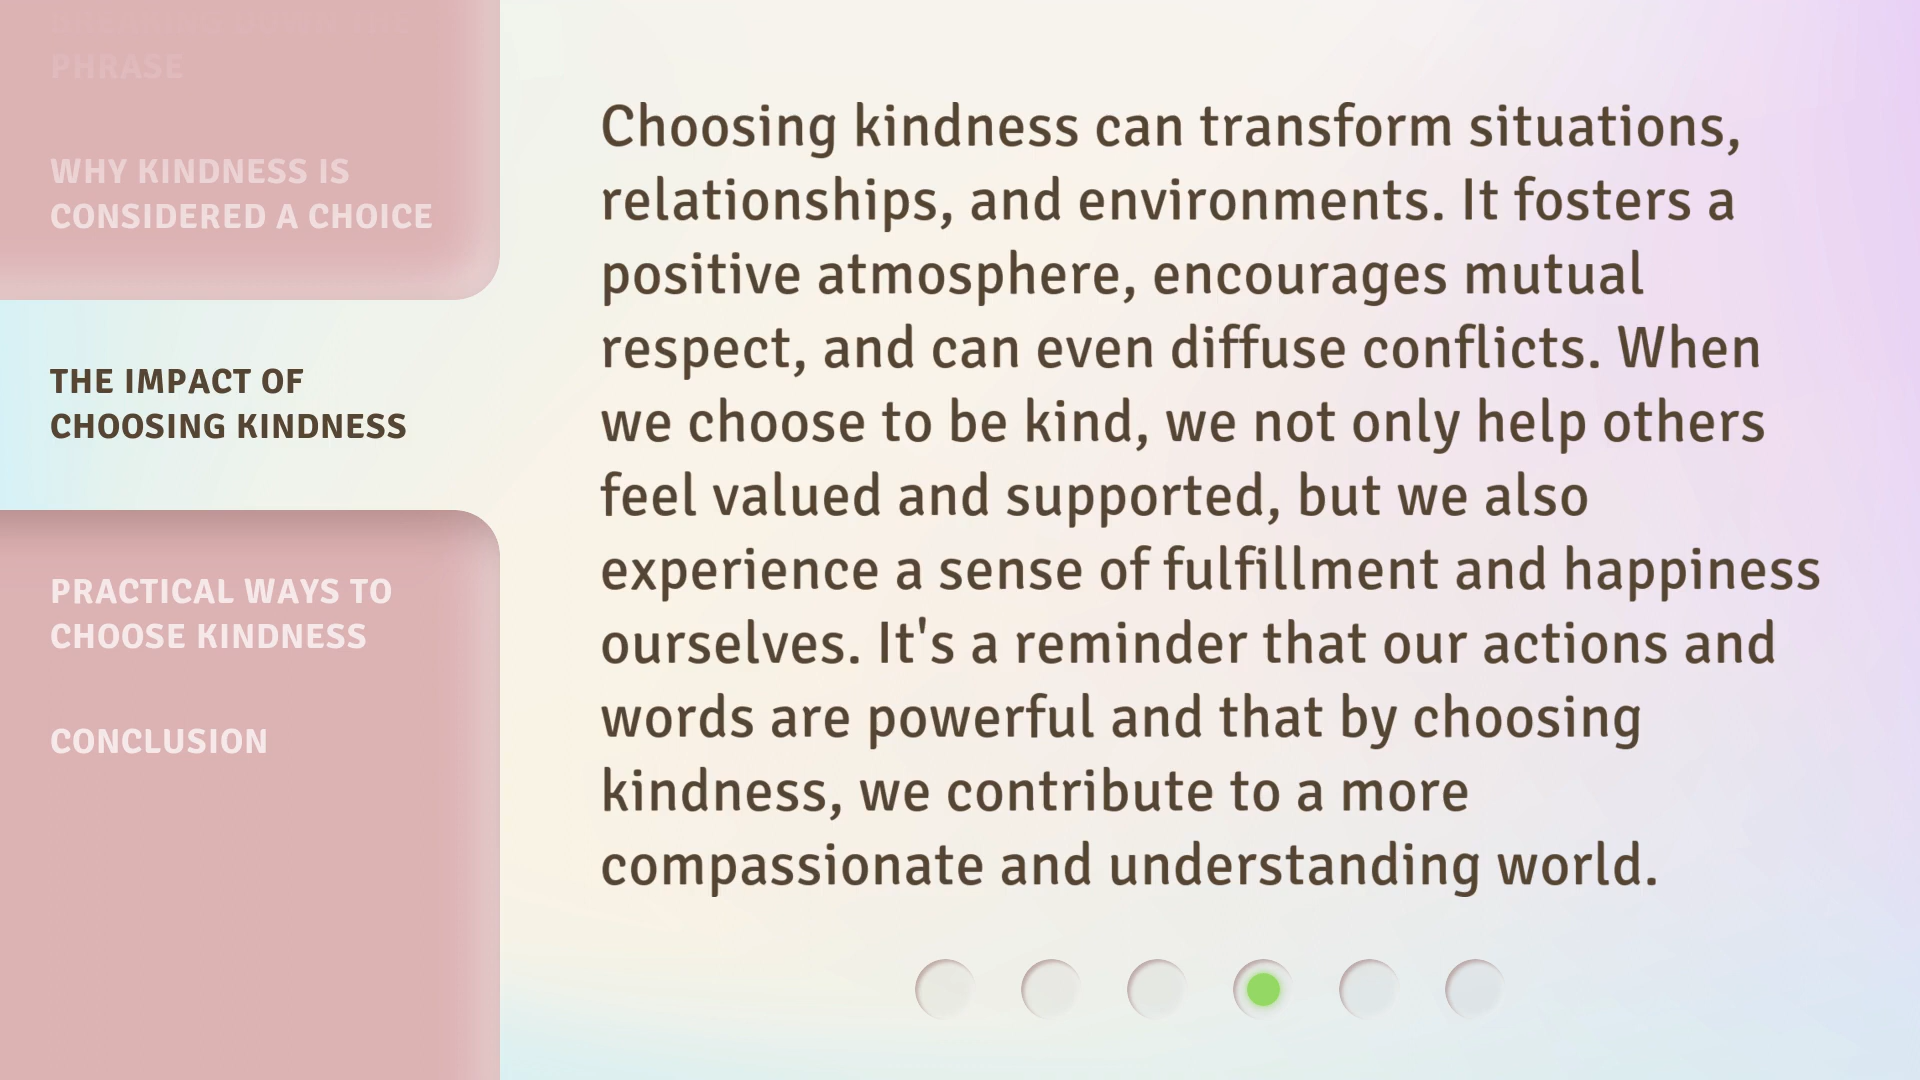 BREAKING DOWN THE
PHRASE
WHY KINDNESS IS
CONSIDERED A CHOICE
THE IMPACT OF
CHOOSING KINDNESS
PRACTICAL WAYS TO
CHOOSE KINDNESS
CONCLUSION
Choosing kindness can transform situations,
relationships, and environments. It fosters a
positive atmosphere, encourages mutual
respect, and can even diffuse conflicts. When
we choose to be kind, we not only help others
feel valued and supported, but we also
experience a sense of fulfillment and happiness
ourselves. It's a reminder that our actions and
words are powerful and that by choosing
kindness, we contribute to a more
compassionate and understanding world.